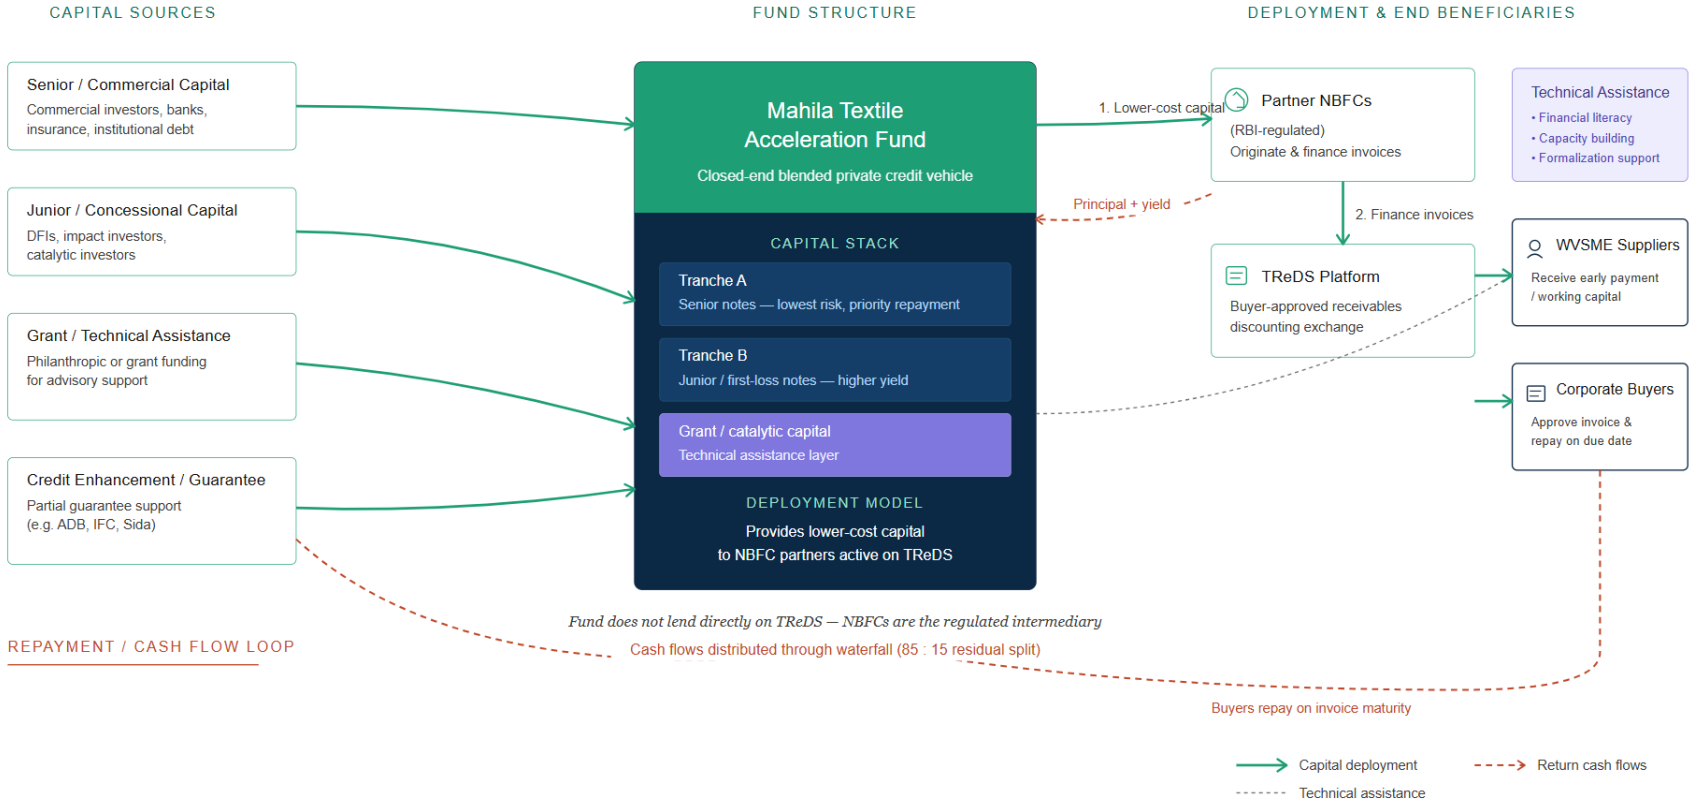 CAPITAL SOURCES
FUND STRUCTURE
DEPLOYMENT & END BENEFICIARIES
Senior / Commercial Capital
Commercial investors, banks,
insurance, institutional debt
Junior / Concessional Capital
DFIs, impact investors,
catalytic investors
Grant / Technical Assistance
Philanthropic or grant funding
for advisory support
Credit Enhancement / Guarantee
Partial guarantee support
(e.g. ADB, IFC, Sida)
REPAYMENT / CASH FLOW LOOP
Mahila Textile
Acceleration Fund
Closed-end blended private credit vehicle
CAPITAL STACK
Tranche A
Senior notes — lowest risk, priority repayment
Tranche B
Junior / first-loss notes — higher yield
Grant / catalytic capital
Technical assistance layer
DEPLOYMENT MODEL
Provides lower-cost capital
to NBFC partners active on TReDS
Fund does not lend directly on TReDS — NBFCs are the regulated intermediary
Cash flows distributed through waterfall (85 : 15 residual split)
1. Lower-cost capital
Principal + yield
Partner NBFCs
(RBI-regulated)
Originate & finance invoices
2. Finance invoices
TReDS Platform
Buyer-approved receivables
discounting exchange
Technical Assistance
• Financial literacy
• Capacity building
• Formalization support
WVSME Suppliers
Receive early payment
/ working capital
Corporate Buyers
Approve invoice &
repay on due date
Buyers repay on invoice maturity
Capital deployment
Return cash flows
Technical assistance